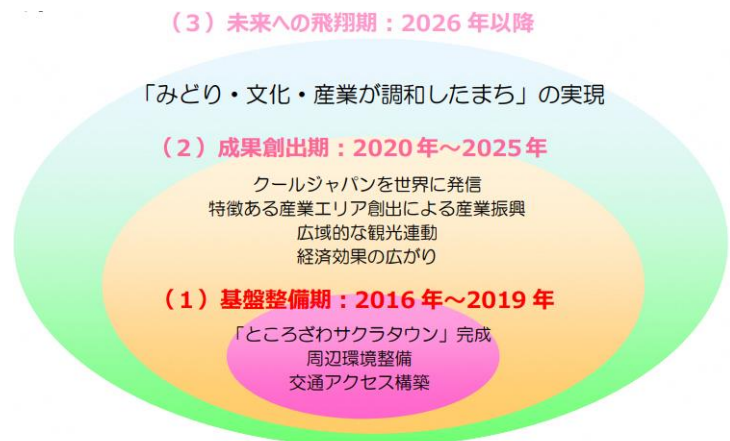 （３）未来への飛翔期：2026 年以降
「みどり・文化・産業が調和したまち」の実現
（２）成果創出期：2020 年～2025 年
クールジャパンを世界に発信
特徴ある産業エリア創出による産業振興
広域的な観光連動
経済効果の広がり
（１）基盤整備期：2016 年～2019 年
「ところざわサクラタウン」完成
周辺環境整備
交通アクセス構築